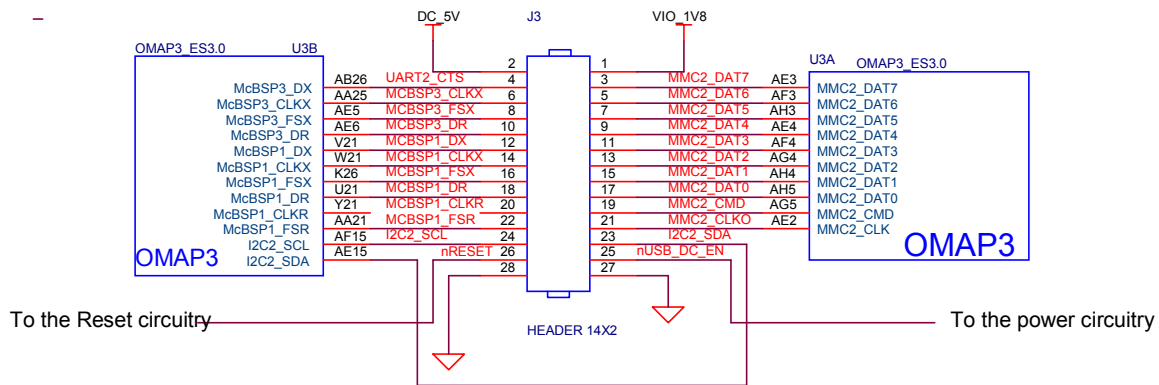 DC_5V J3 VIO_1V8
OMAP3_ES3.0 U3B
U3A OMAP3_ES3.0
2 1
McBSP3_DX AB26 UART2_CTS 4 3 MMC2_DAT7 AE3 MMC2_DAT7
McBSP3_CLKX AA25 MCBSP3_CLKX 6 5 MMC2_DAT6 AF3 MMC2_DAT6
McBSP3_FSX AE5 MCBSP3_FSX 8 7 MMC2_DAT5 AH3 MMC2_DAT5
McBSP3_DR AE6 MCBSP3_DR 10 9 MMC2_DAT4 AE4 MMC2_DAT4
McBSP1_DX V21 MCBSP1_DX 12 11 MMC2_DAT3 AF4 MMC2_DAT3
McBSP1_CLKX W21 MCBSP1_CLKX 14 13 MMC2_DAT2 AG4 MMC2_DAT2
McBSP1_FSX K26 MCBSP1_FSX 16 15 MMC2_DAT1 AH4 MMC2_DAT1
McBSP1_DR U21 MCBSP1_DR 18 17 MMC2_DAT0 AH5 MMC2_DAT0
McBSP1_CLKR Y21 MCBSP1_CLKR 20 19 MMC2_CMD AG5 MMC2_CMD
McBSP1_FSR AA21 MCBSP1_FSR 22 21 MMC2_CLKO AE2 MMC2_CLK
I2C2_SCL AF15 I2C2_SCL 24 23 I2C2_SDA
I2C2_SDA AE15 nRESET 26 25 nUSB_DC_EN
OMAP3 28 27 OMAP3
To the Reset circuitry
HEADER 14X2
To the power circuitry